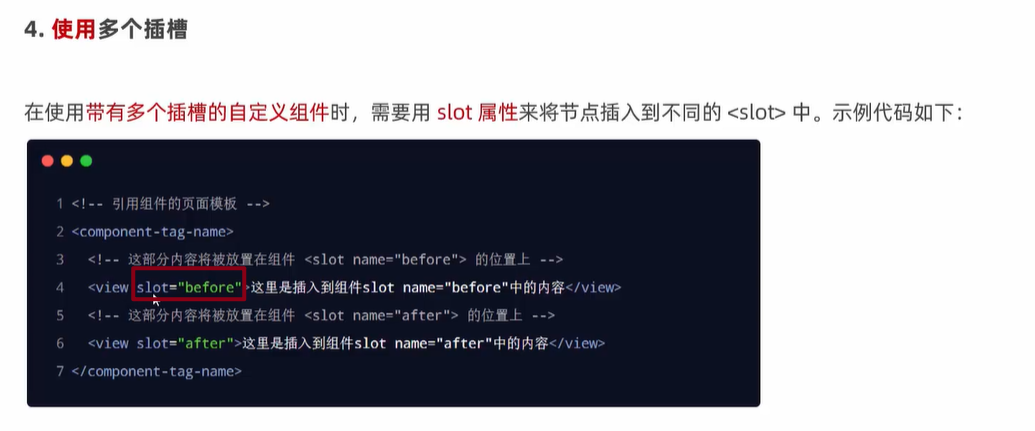 4. 使用多个插槽
在使用带有多个插槽的自定义组件时，需要用 slot 属性来将节点插入到不同的 <slot> 中。示例代码如下：
1 <!-- 引用组件的页面模板 -->
2 <component-tag-name>
3 <!-- 这部分内容将被放置在组件 <slot name="before"> 的位置上 -->
4 <view slot="before">这里是插入到组件slot name="before"中的内容</view>
5 <!-- 这部分内容将被放置在组件 <slot name="after"> 的位置上 -->
6 <view slot="after">这里是插入到组件slot name="after"中的内容</view>
7 </component-tag-name>